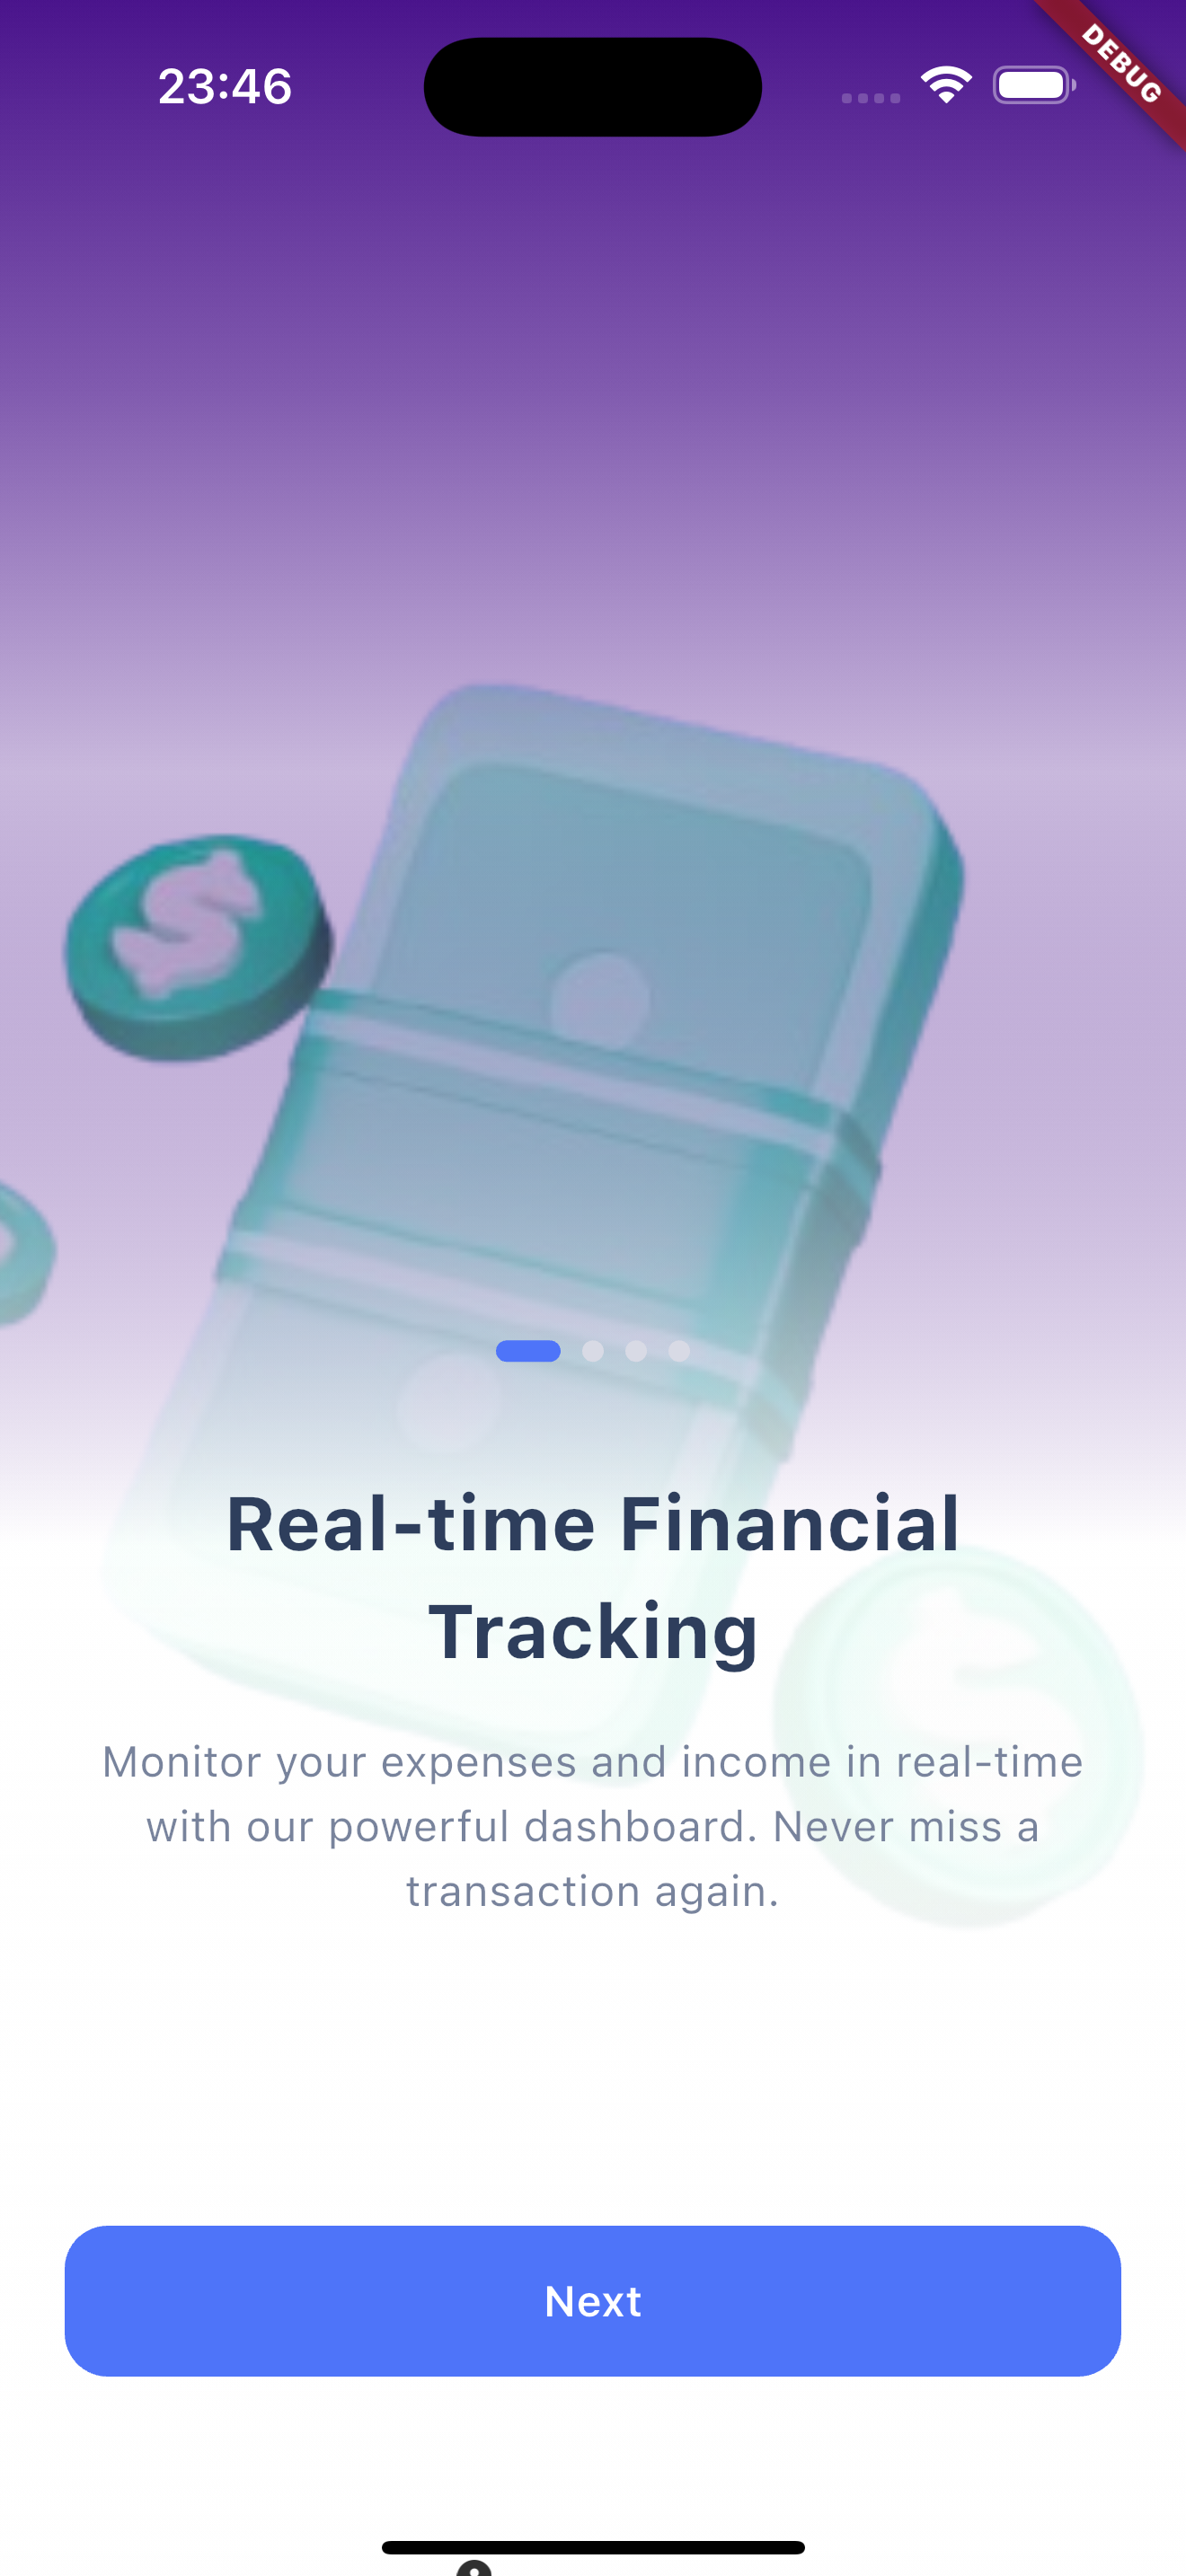 23:46
DEBUG
$
Real-time Financial
Tracking
Monitor your expenses and income in real-time
with our powerful dashboard. Never miss a
transaction again.
Next